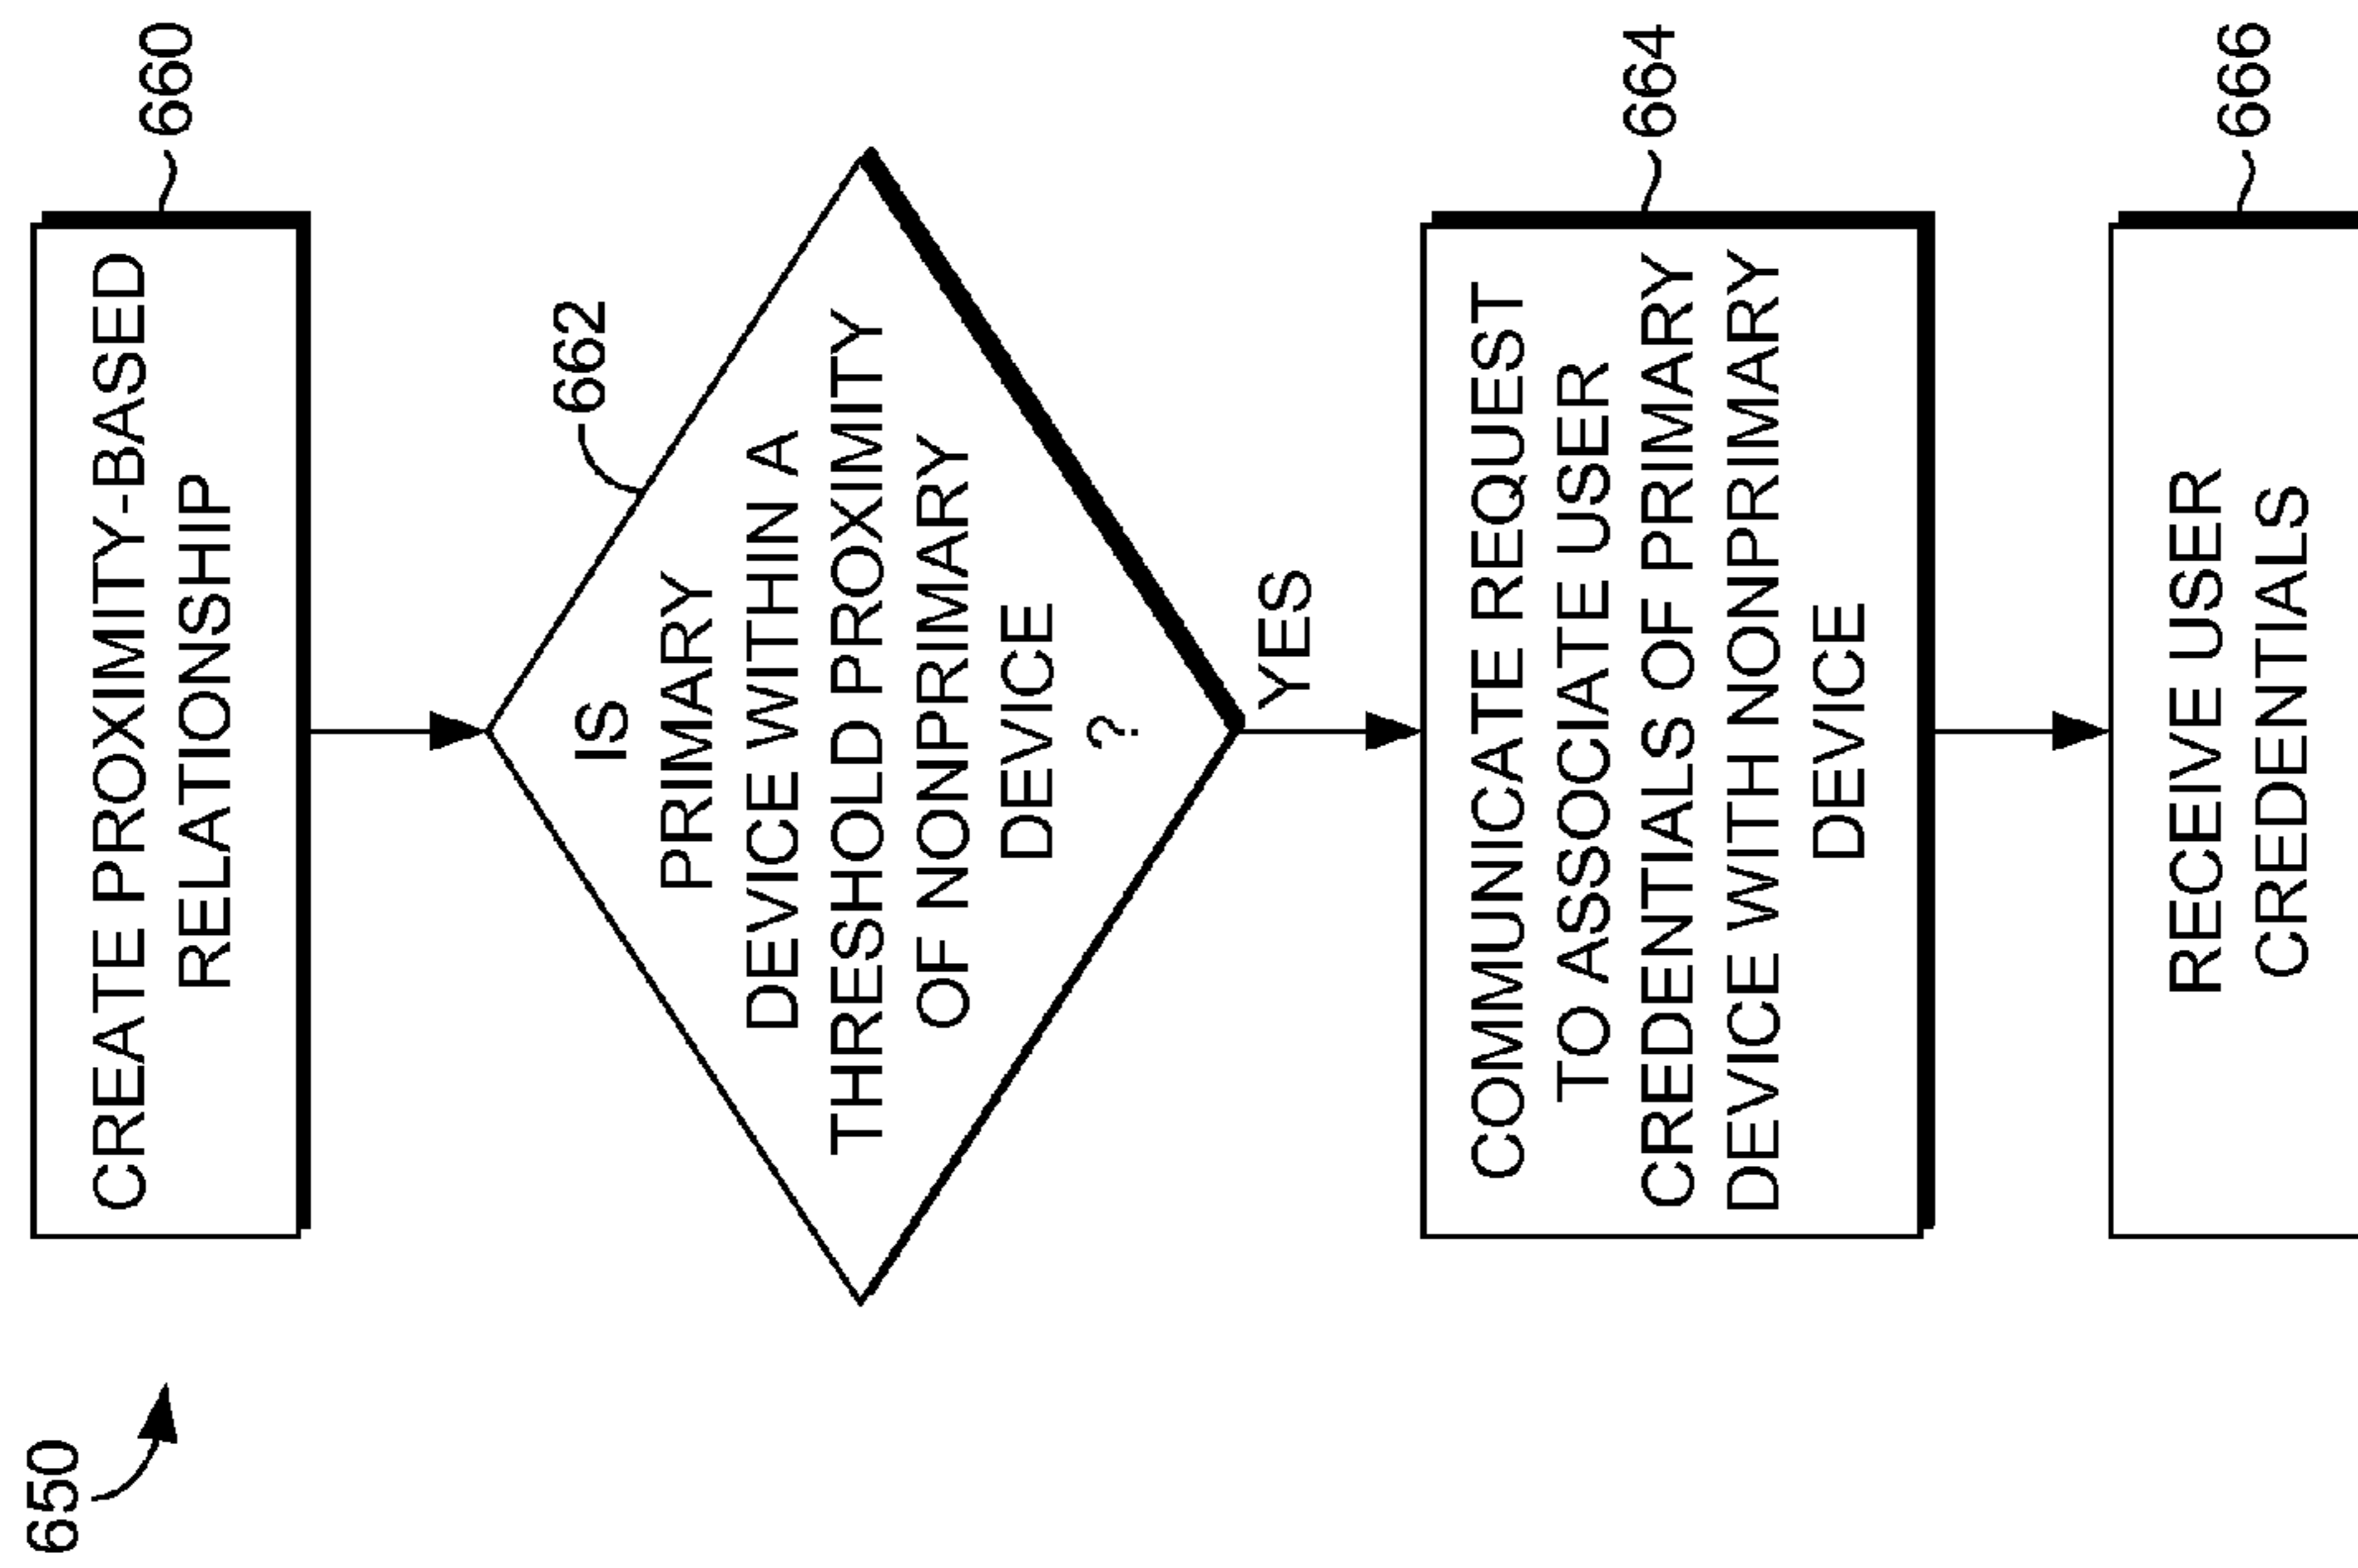 650
CREATE PROXIMITY-BASED
RELATIONSHIP
660
662
IS
PRIMARY
DEVICE WITHIN A
THRESHOLD PROXIMITY
OF NONPRIMARY
DEVICE
?
YES
COMMUNICATE REQUEST
TO ASSOCIATE USER
CREDENTIALS OF PRIMARY
DEVICE WITH NONPRIMARY
DEVICE
664
RECEIVE USER
CREDENTIALS
666